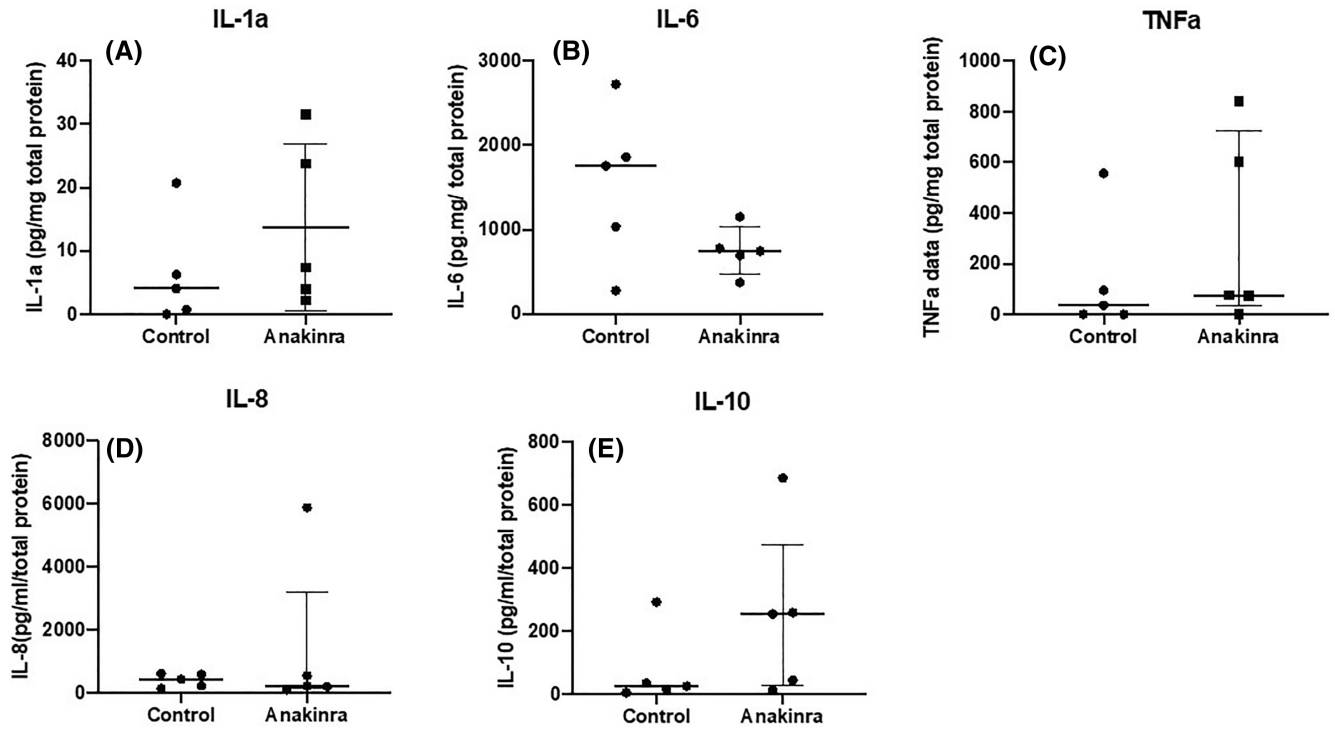 IL-1a
(A)
IL-1a (pg/mg total protein)
40
30
20
10
0
Control Anakinra
IL-6
(B)
IL-6 (pg.mg/ total protein)
3000
2000
1000
0
Control Anakinra
TNFa
(C)
TNFa data (pg/mg total protein)
1000
800
600
400
200
0
Control Anakinra
IL-8
(D)
IL-8(pg/ml/total protein)
8000
6000
4000
2000
0
Control Anakinra
IL-10
(E)
IL-10 (pg/ml/total protein)
800
600
400
200
0
Control Anakinra